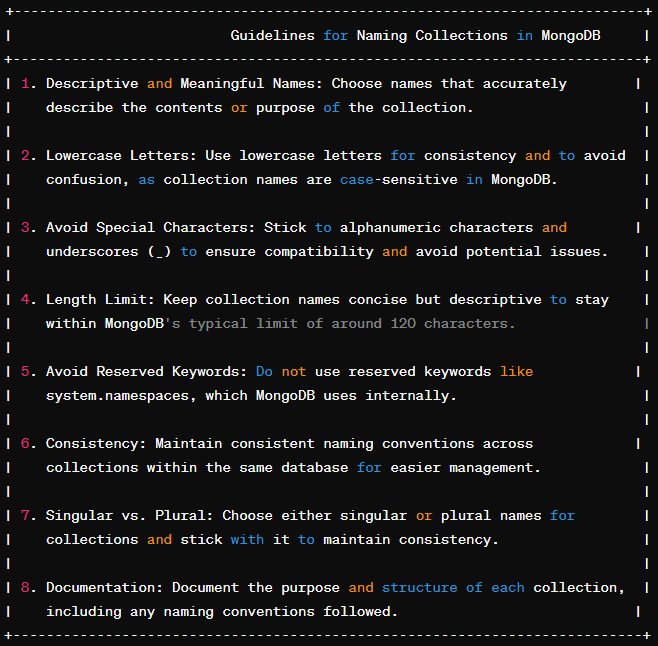 +---------------------------------------------------------------------------+
| Guidelines for Naming Collections in MongoDB |
+---------------------------------------------------------------------------+
| 1. Descriptive and Meaningful Names: Choose names that accurately |
| describe the contents or purpose of the collection. |
| |
| 2. Lowercase Letters: Use lowercase letters for consistency and to avoid |
| confusion, as collection names are case-sensitive in MongoDB. |
| |
| 3. Avoid Special Characters: Stick to alphanumeric characters and |
| underscores (_) to ensure compatibility and avoid potential issues. |
| |
| 4. Length Limit: Keep collection names concise but descriptive to stay |
| within MongoDB's typical limit of around 120 characters. |
| |
| 5. Avoid Reserved Keywords: Do not use reserved keywords like |
| system.namespaces, which MongoDB uses internally. |
| |
| 6. Consistency: Maintain consistent naming conventions across |
| collections within the same database for easier management. |
| |
| 7. Singular vs. Plural: Choose either singular or plural names for |
| collections and stick with it to maintain consistency. |
| |
| 8. Documentation: Document the purpose and structure of each collection, |
| including any naming conventions followed. |
+---------------------------------------------------------------------------+